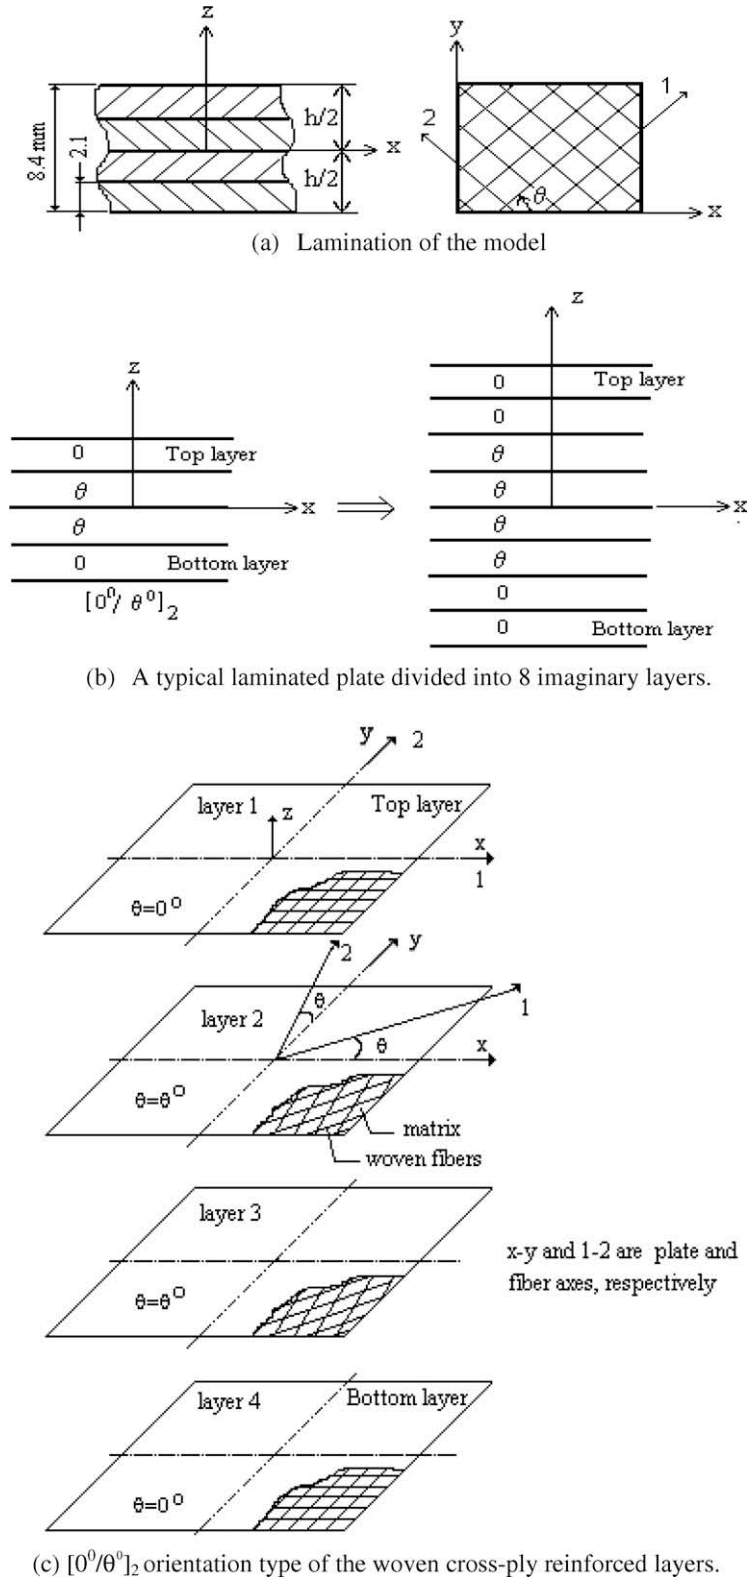 z
y
8.4 mm
2.1
h/2
h/2
x
1
2
θ
x
(a) Lamination of the model
z
0 Top layer
θ
x
θ
0 Bottom layer
[0⁰/ θ⁰]₂
z
0 Top layer
0
θ
θ
x
θ
θ
0
0 Bottom layer
(b) A typical laminated plate divided into 8 imaginary layers.
y 2
layer 1 z Top layer
x
1
θ=0⁰
2 y
layer 2 θ 1
θ
x
θ=θ⁰
matrix
woven fibers
layer 3
x-y and 1-2 are plate and
fiber axes, respectively
θ=θ⁰
layer 4 Bottom layer
θ=0⁰
(c) [0⁰/θ⁰]₂ orientation type of the woven cross-ply reinforced layers.